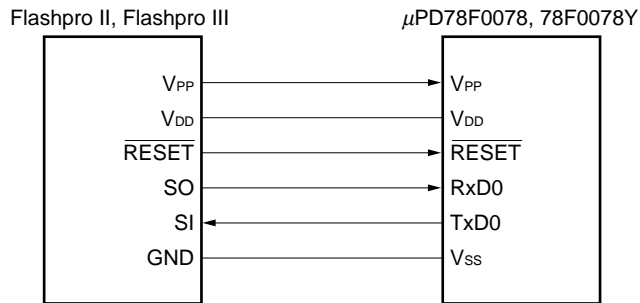 Flashpro II, Flashpro III
μPD78F0078, 78F0078Y
VPP
VPP
VDD
VDD
RESET
RESET
SO
RxD0
SI
TxD0
GND
VSS